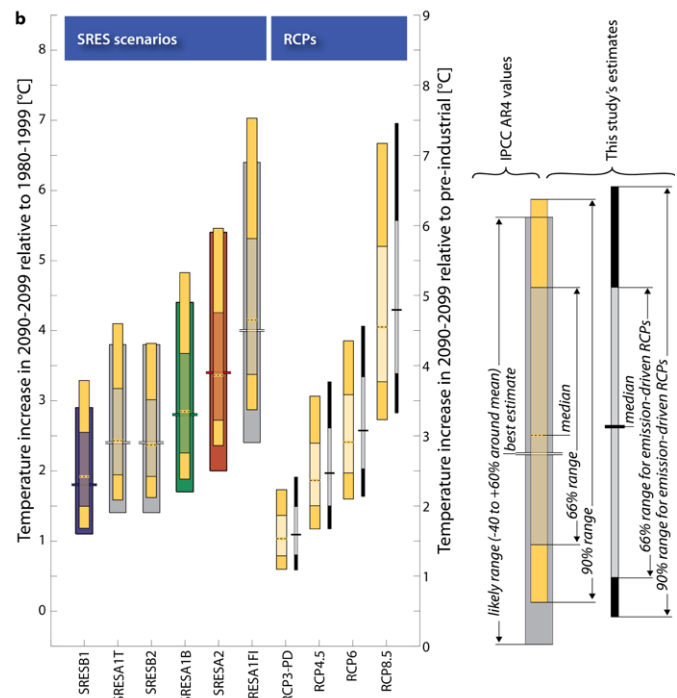 b
SRES scenarios
RCPs
Temperature increase in 2090-2099 relative to 1980-1999 [°C]
8
7
6
5
4
3
2
1
0
Temperature increase in 2090-2099 relative to pre-industrial [°C]
9
8
7
6
5
4
3
2
1
0
SRESB1
SRESA1T
SRESB2
SRESA1B
SRESA2
SRESA1FI
RCP3-PD
RCP4.5
RCP6
RCP8.5
IPCC AR4 values
This study's estimates
likely range (-40 to +60% around mean)
best estimate
median
66% range
90% range
median
66% range for emission-driven RCPs
90% range for emission-driven RCPs